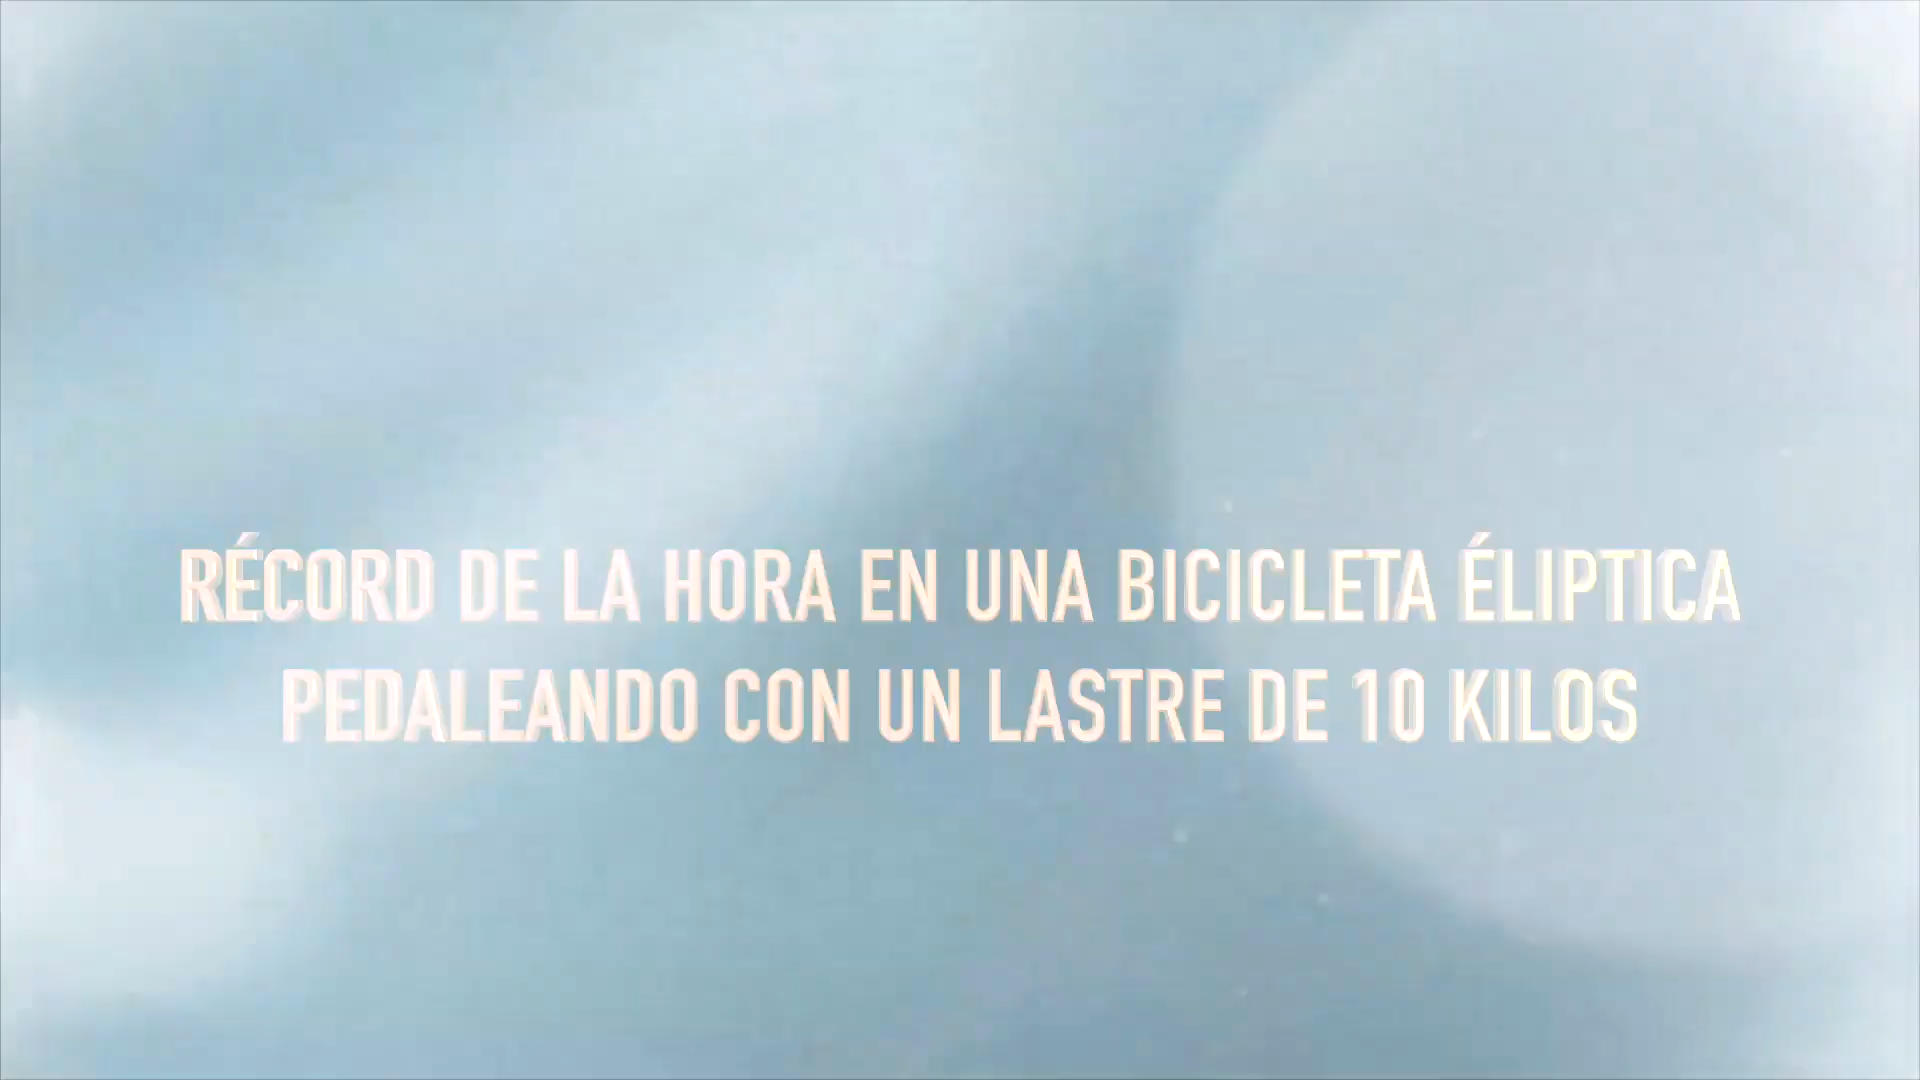 RÉCORD DE LA HORA EN UNA BICICLETA ÉLIPTICA
PEDALEANDO CON UN LASTRE DE 10 KILOS